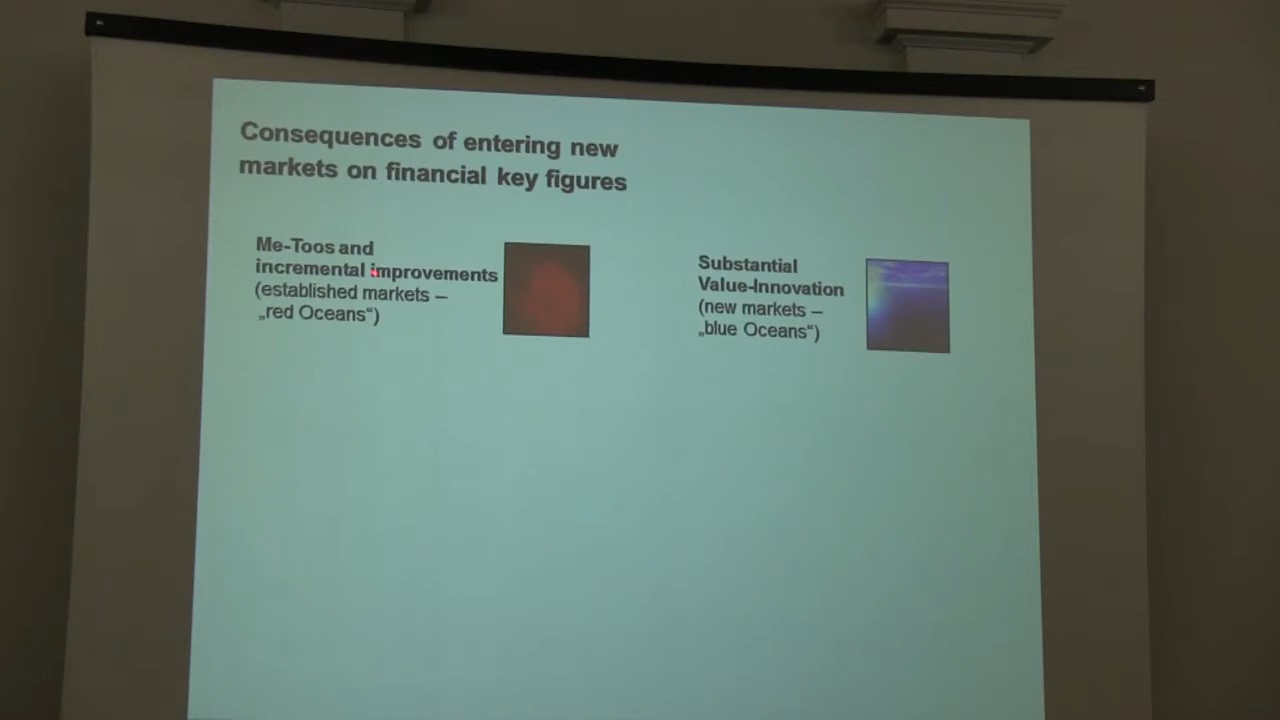 Consequences of entering new
markets on financial key figures
Me-Toos and
incremental improvements
(established markets –
„red Oceans“)
Substantial
Value-Innovation
(new markets –
„blue Oceans“)